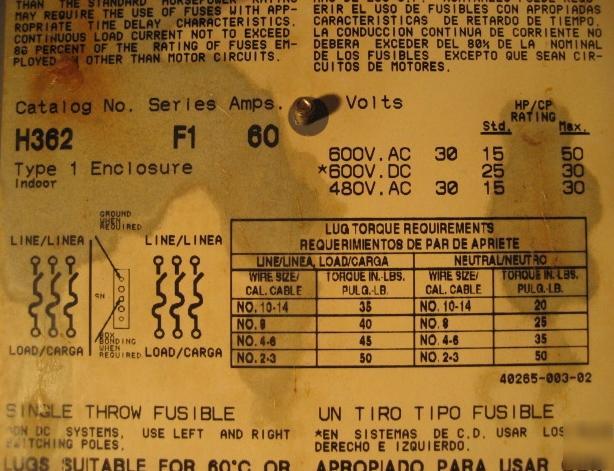 THAN THE STANDARD HORSEPOWER RATING
MAY REQUIRE THE USE OF FUSES WITH APP-
ROPRIATE TIME DELAY CHARACTERISTICS.
CONTINUOUS LOAD CURRENT NOT TO EXCEED
80 PERCENT OF THE RATING OF FUSES EM-
PLOYED IN OTHER THAN MOTOR CIRCUITS.
RIR EL USO DE FUSIBLES CON APROPIADAS
CARACTERISTICAS DE RETARDO DE TIEMPO.
LA CONDUCCION CONTINUA DE CORRIENTE NO
DEBERA EXCEDER DEL 80% DE LA NOMINAL
DE LOS FUSIBLES EXCEPTO QUE SEAN CIR-
CUITOS DE MOTORES.
Catalog No. Series Amps. Volts
HP/CP
RATING
Std. Max.
H362 F1 60
Type 1 Enclosure
Indoor
600V. AC 30 15 50
*600V. DC 25 30
480V. AC 30 15 30
GROUND
WHEN
REQUIRED
LINE/LINEA LINE/LINEA
SN
BOX
BONDING
WHEN
REQUIRED
LOAD/CARGA LOAD/CARGA
LUG TORQUE REQUIREMENTS
REQUERIMIENTOS DE PAR DE APRIETE
LINE/LINEA, LOAD/CARGA NEUTRAL/NEUTRO
WIRE SIZE/ TORQUE IN.-LBS. WIRE SIZE/ TORQUE IN.-LBS.
CAL. CABLE PULG.-LB. CAL. CABLE PULG.-LB.
NO. 10-14 35 NO. 10-14 20
NO. 8 40 NO. 8 25
NO. 4-6 45 NO. 4-6 35
NO. 2-3 50 NO. 2-3 50
40265-003-02
SINGLE THROW FUSIBLE
*ON DC SYSTEMS, USE LEFT AND RIGHT
SWITCHING POLES.
LUGS SUITABLE FOR 60°C OR
UN TIRO TIPO FUSIBLE
*EN SISTEMAS DE C.D. USAR LOS
DERECHO E IZQUIERDO.
APROPIADO PARA USAR